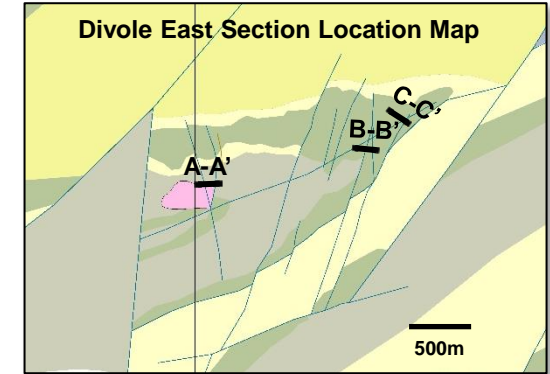 Divole East Section Location Map
C-C'
B-B'
A-A'
500m